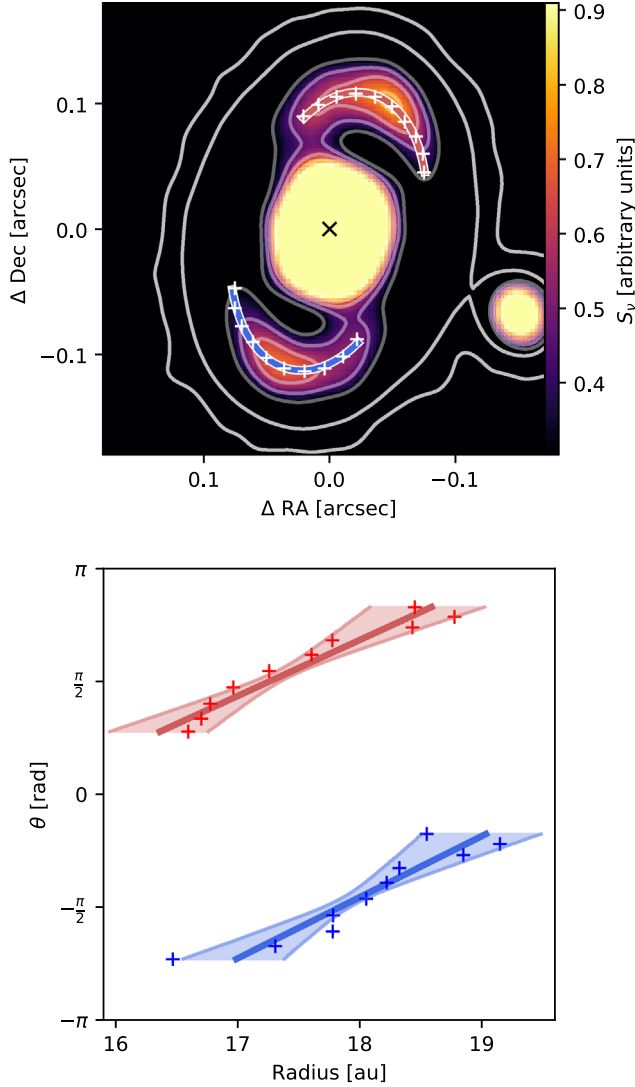 0.1
0.0
−0.1
Δ Dec [arcsec]
0.1
0.0
−0.1
Δ RA [arcsec]
0.9
0.8
0.7
0.6
0.5
0.4
Sν [arbitrary units]
π
π/2
0
−π/2
−π
θ [rad]
16
17
18
19
Radius [au]